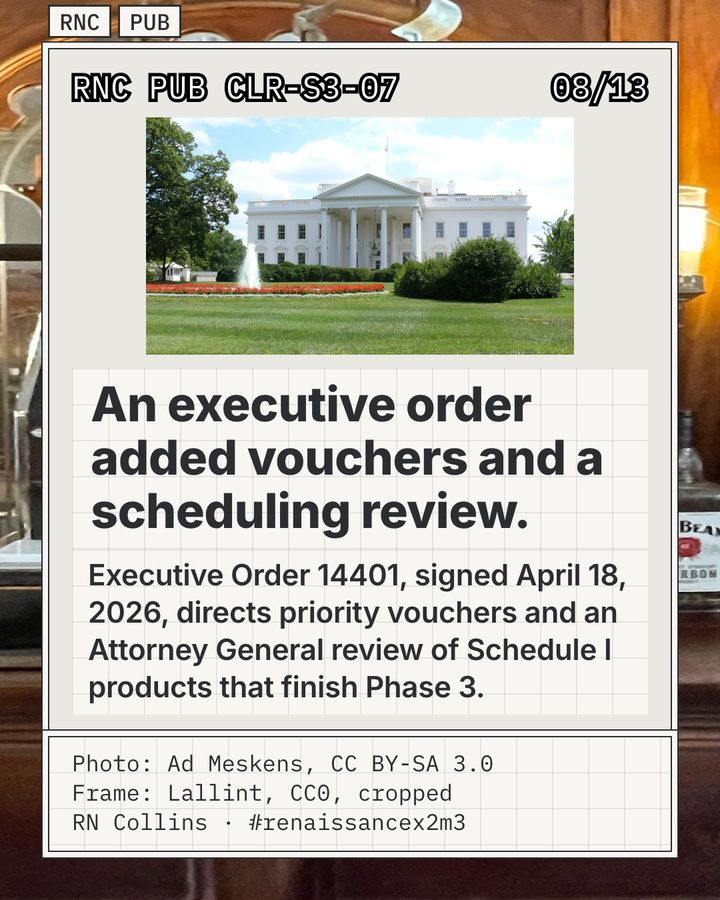 RNC PUB
RNC PUB CLR-S3-07 08/13
An executive order
added vouchers and a
scheduling review.
Executive Order 14401, signed April 18,
2026, directs priority vouchers and an
Attorney General review of Schedule I
products that finish Phase 3.
Photo: Ad Meskens, CC BY-SA 3.0
Frame: Lallint, CC0, cropped
RN Collins · #renaissancex2m3